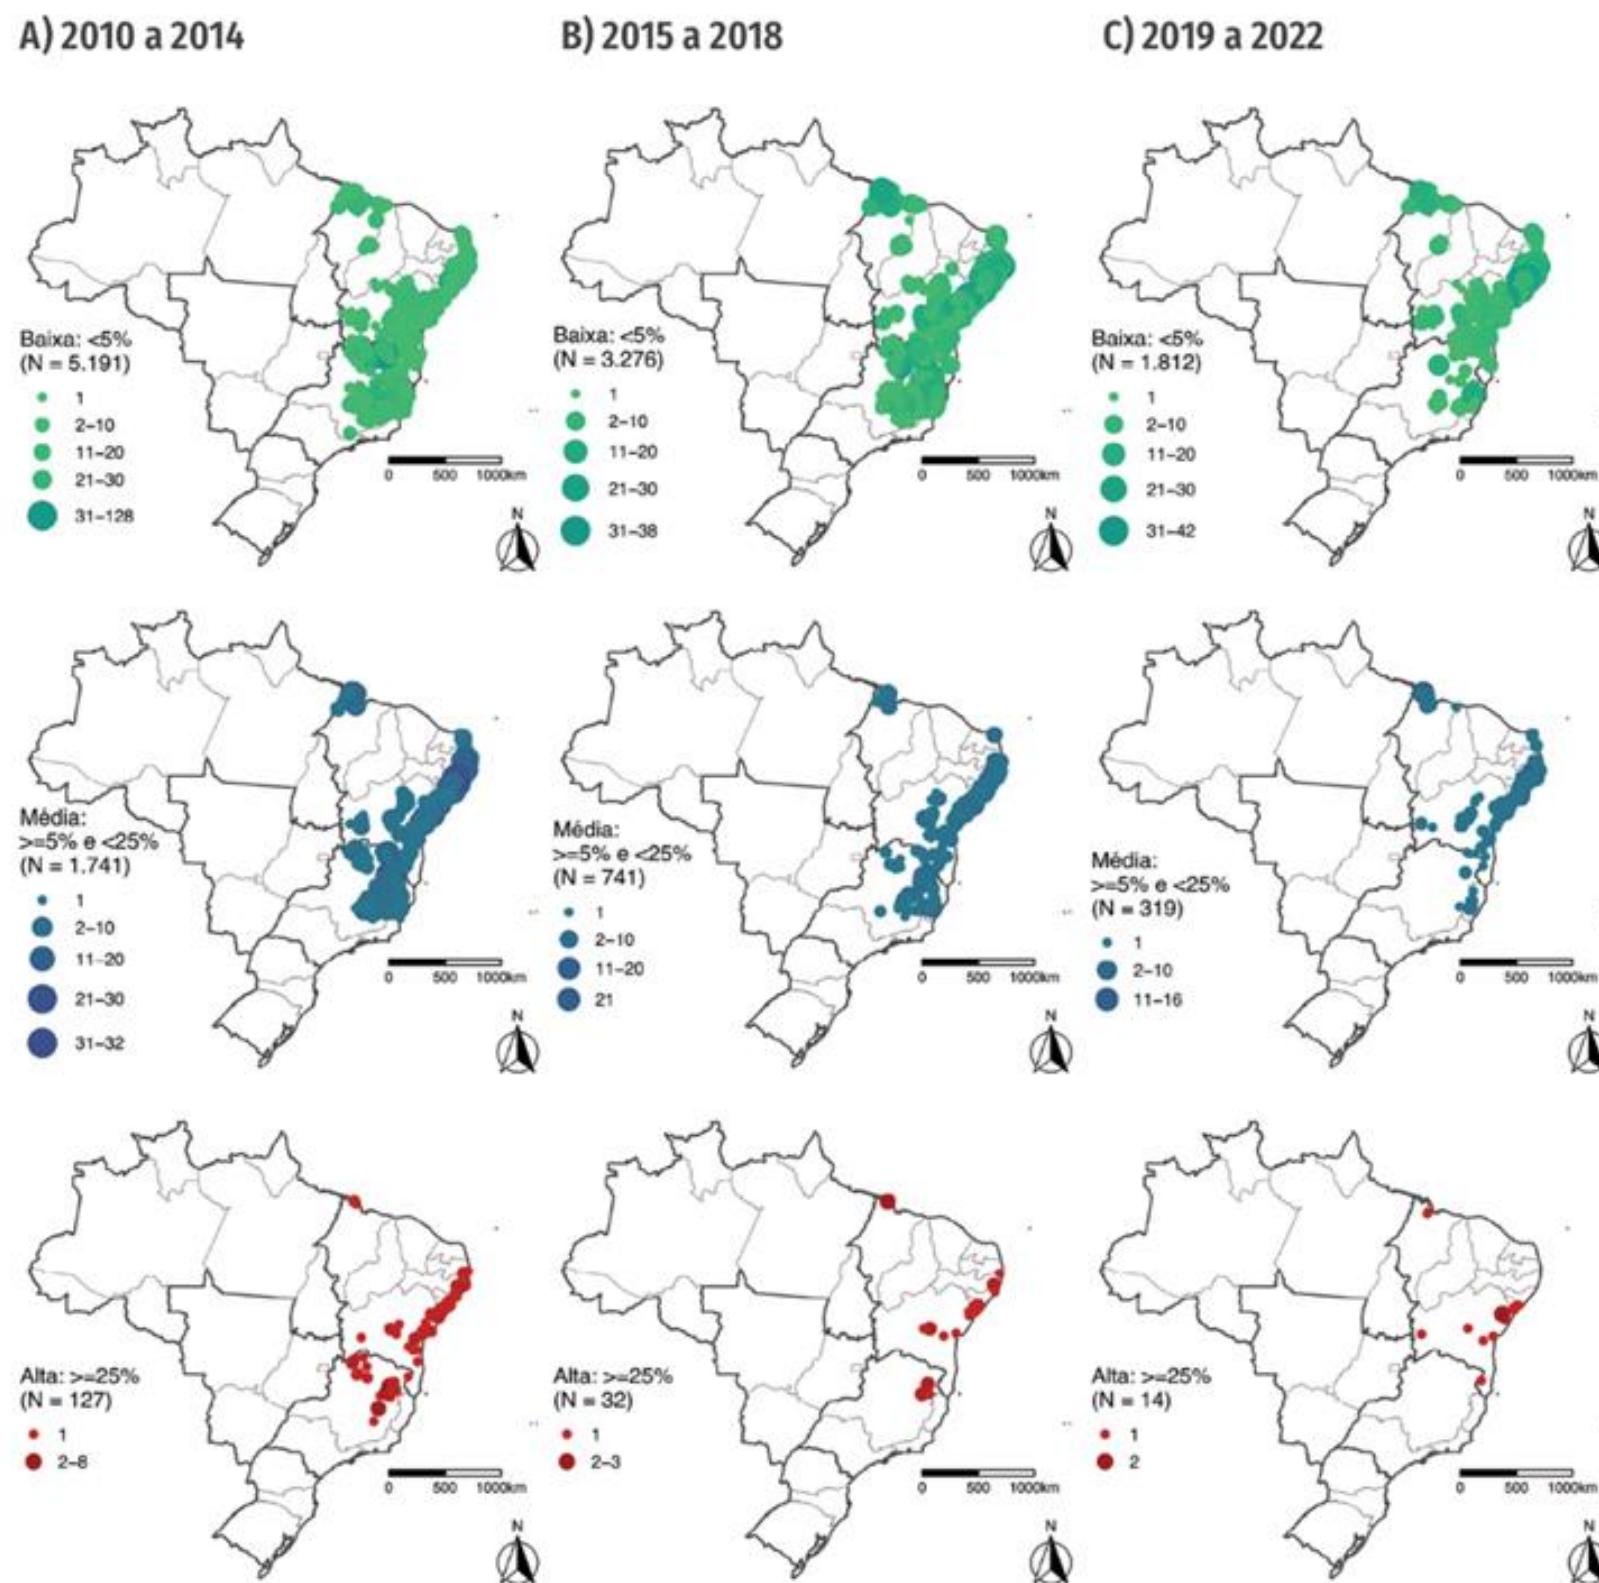 A) 2010 a 2014
B) 2015 a 2018
C) 2019 a 2022
Baixa: <5%
(N = 5.191)
1
2–10
11–20
21–30
31–128
0 500 1000km
N
Baixa: <5%
(N = 3.276)
1
2–10
11–20
21–30
31–38
0 500 1000km
N
Baixa: <5%
(N = 1.812)
1
2–10
11–20
21–30
31–42
0 500 1000km
N
Média:
>=5% e <25%
(N = 1.741)
1
2–10
11–20
21–30
31–32
0 500 1000km
N
Média:
>=5% e <25%
(N = 741)
1
2–10
11–20
21
0 500 1000km
N
Média:
>=5% e <25%
(N = 319)
1
2–10
11–16
0 500 1000km
N
Alta: >=25%
(N = 127)
1
2–8
0 500 1000km
N
Alta: >=25%
(N = 32)
1
2–3
0 500 1000km
N
Alta: >=25%
(N = 14)
1
2
0 500 1000km
N